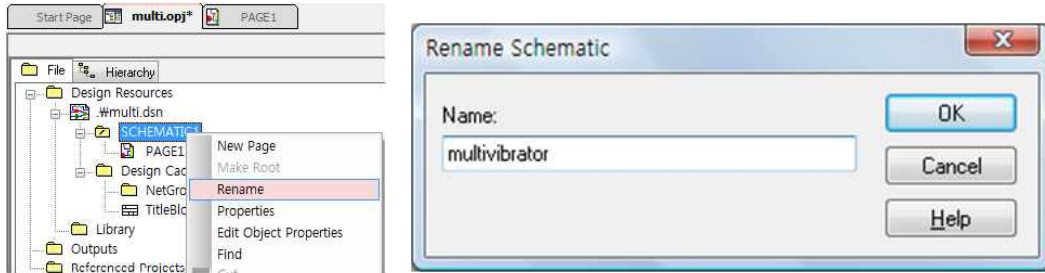 Start Page multi.opj* PAGE1
File Hierarchy
Design Resources
.₩multi.dsn
SCHEMATIC1
PAGE1
Design Cac
NetGro
TitleBlo
Library
Outputs
Referenced Projects
New Page
Make Root
Rename
Properties
Edit Object Properties
Find
Cut
Rename Schematic
Name:
multivibrator
OK
Cancel
Help